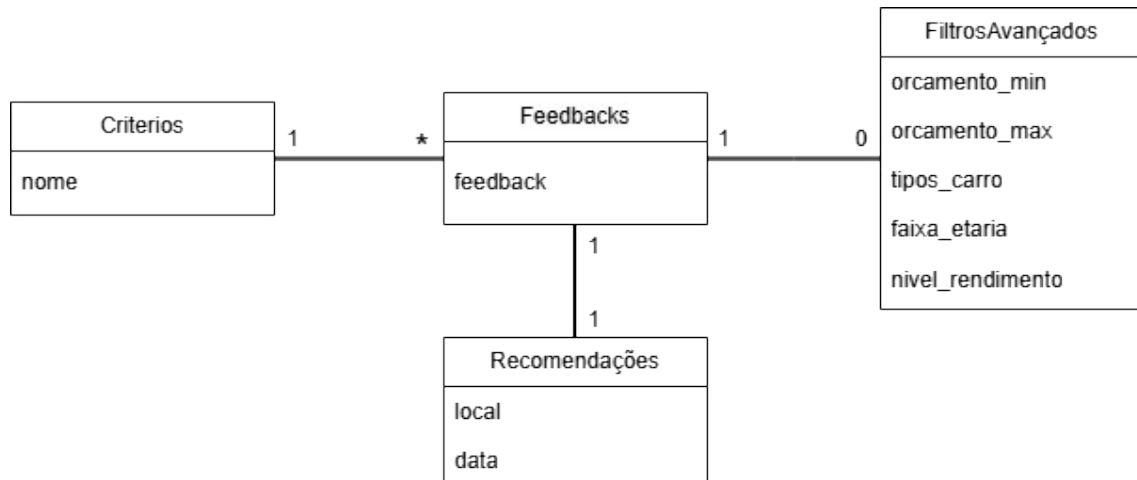 FiltrosAvançados
orcamento_min
orcamento_max
tipos_carro
faixa_etaria
nivel_rendimento
Criterios
nome
1
*
Feedbacks
feedback
1
0
1
1
Recomendações
local
data